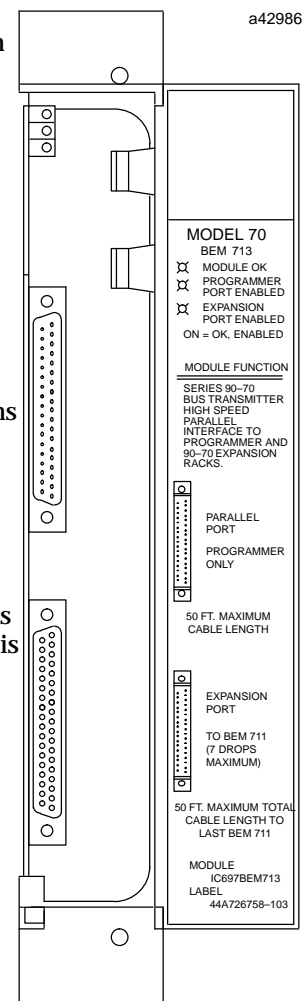 a42986
n
MODEL 70
BEM 713
MODULE OK
PROGRAMMER
PORT ENABLED
EXPANSION
PORT ENABLED
ON = OK, ENABLED
MODULE FUNCTION
SERIES 90–70
BUS TRANSMITTER
HIGH SPEED
PARALLEL
INTERFACE TO
PROGRAMMER AND
90–70 EXPANSION
RACKS.
ns
PARALLEL
PORT
PROGRAMMER
ONLY
50 FT. MAXIMUM
CABLE LENGTH
s
is
EXPANSION
PORT
TO BEM 711
(7 DROPS
MAXIMUM)
50 FT. MAXIMUM TOTAL
CABLE LENGTH TO
LAST BEM 711
MODULE
IC697BEM713
LABEL
44A726758–103